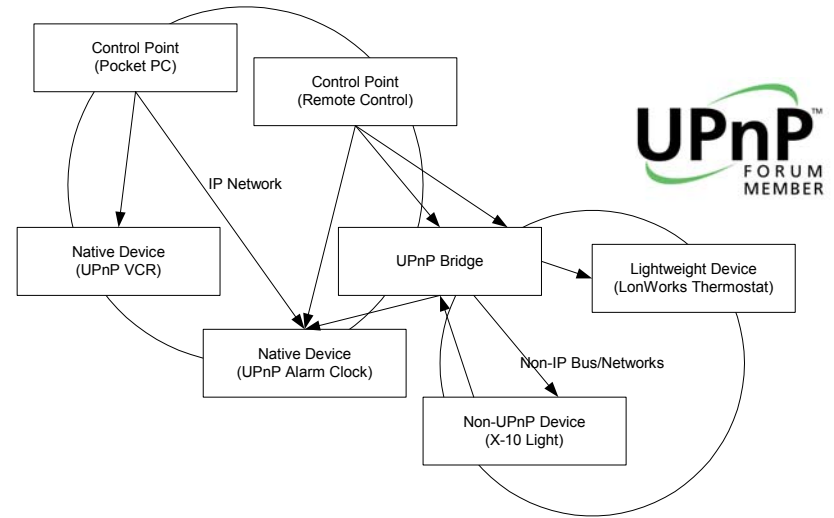 Control Point
(Pocket PC)
Control Point
(Remote Control)
UPnP™
FORUM
MEMBER
IP Network
Native Device
(UPnP VCR)
UPnP Bridge
Lightweight Device
(LonWorks Thermostat)
Native Device
(UPnP Alarm Clock)
Non-IP Bus/Networks
Non-UPnP Device
(X-10 Light)